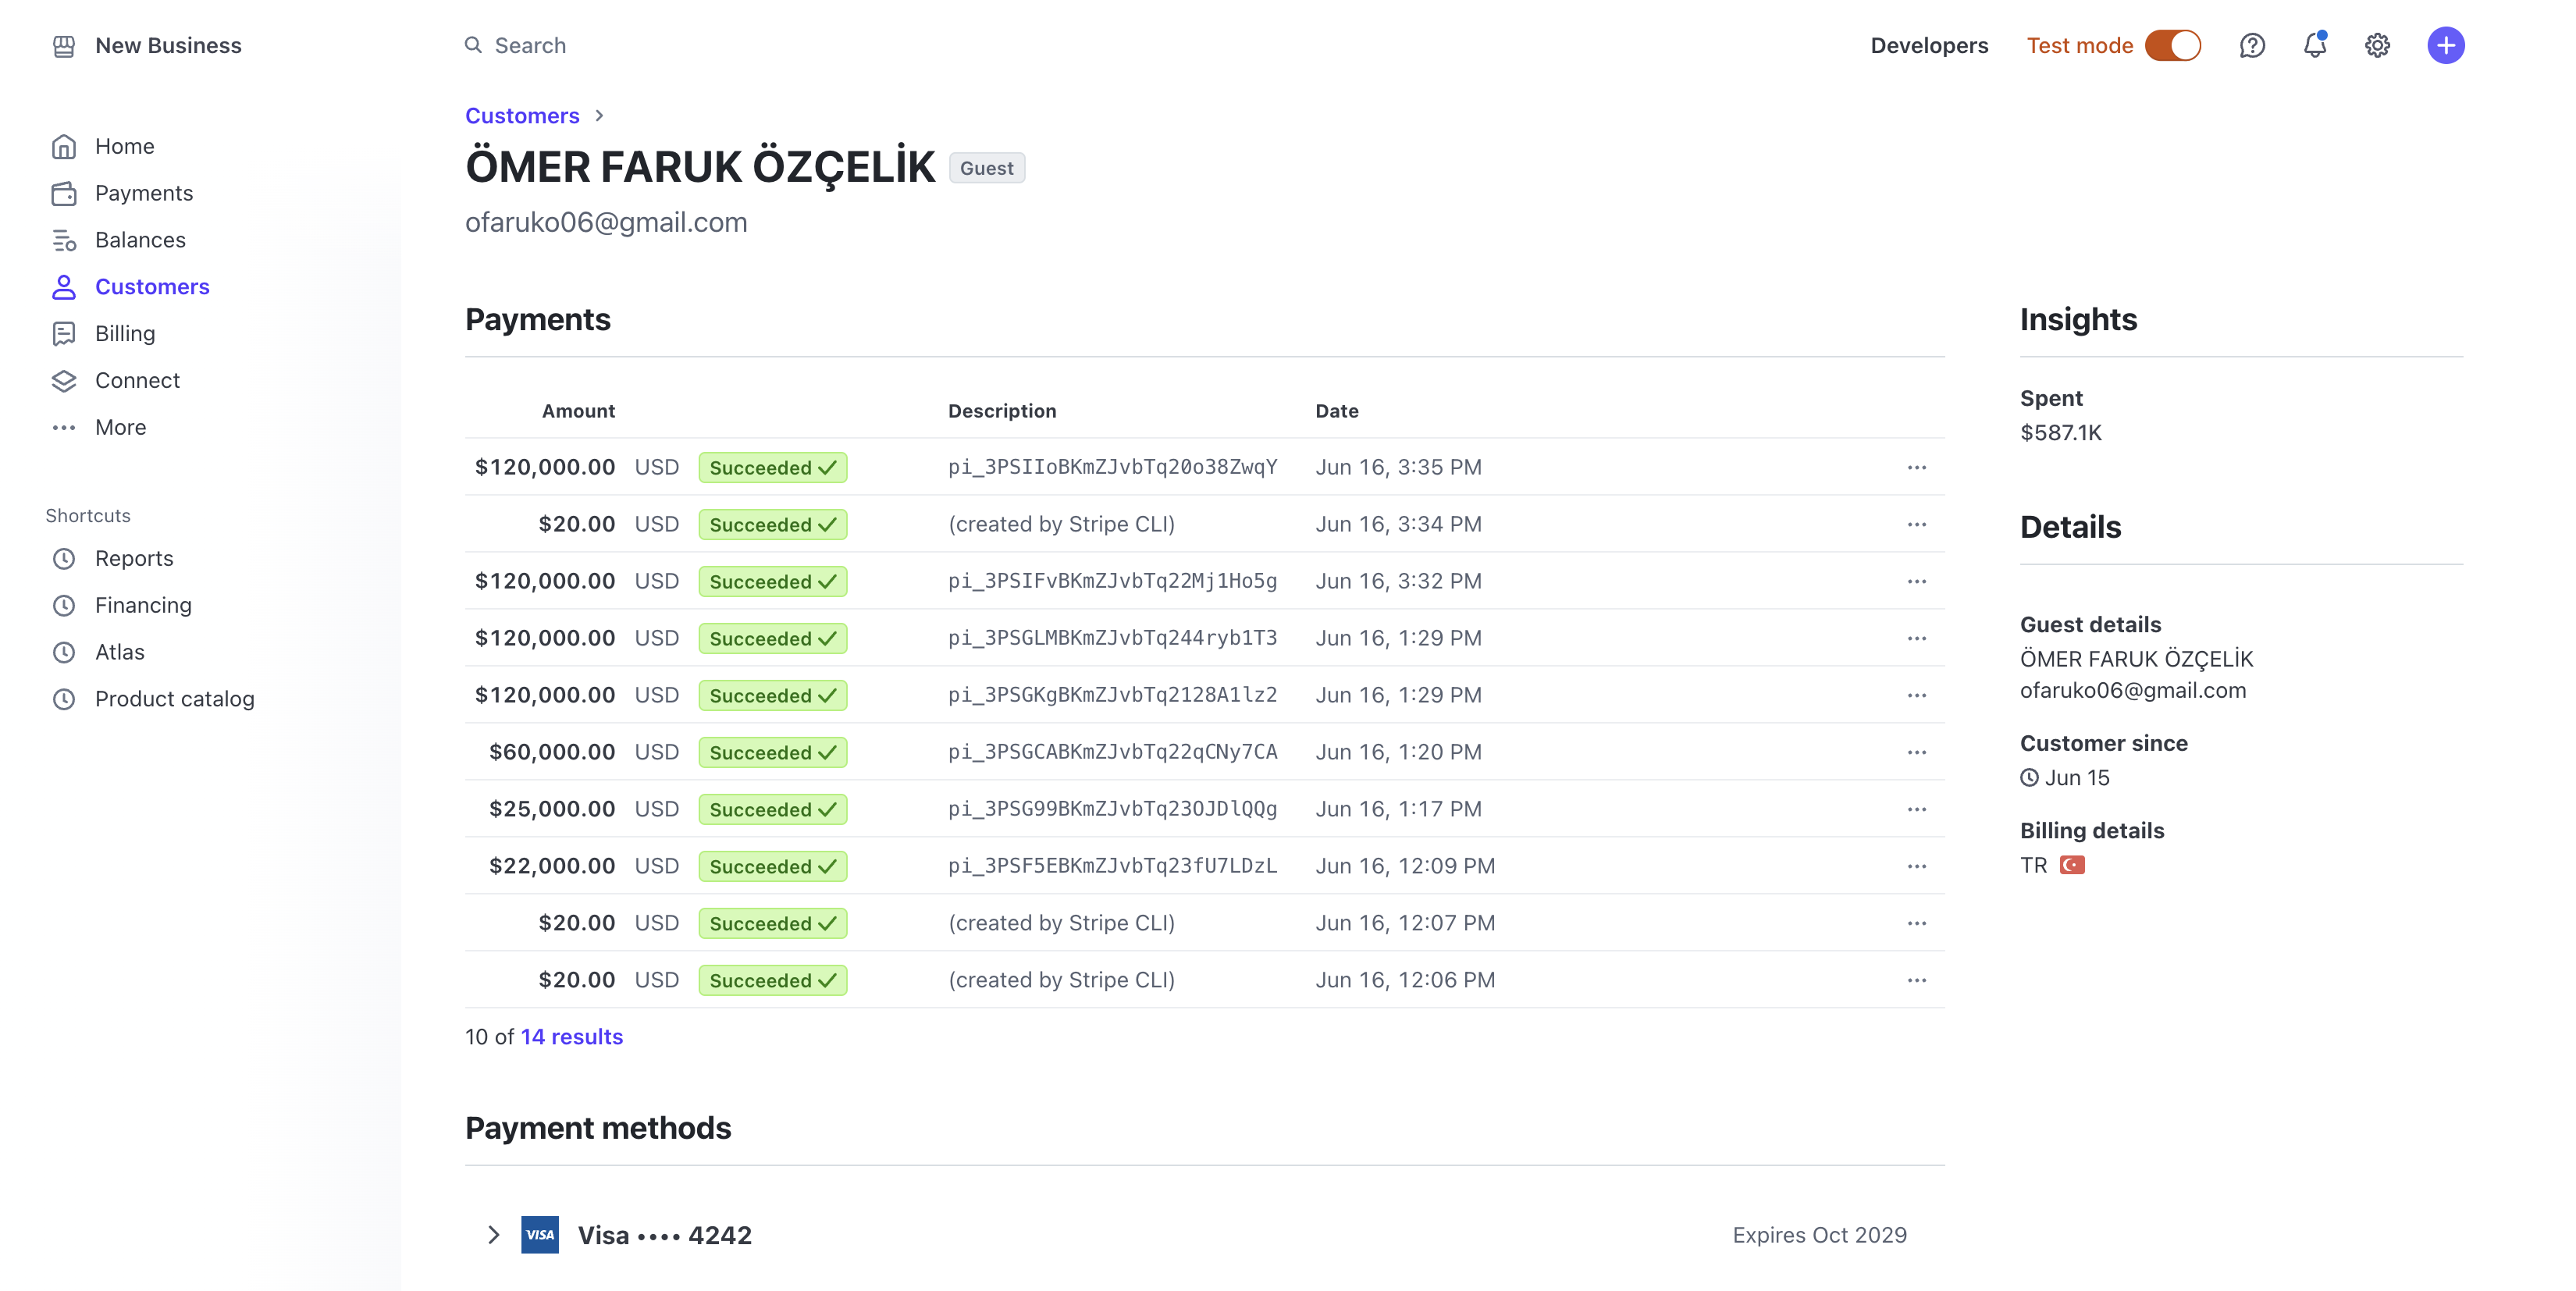 New Business
Search
Developers
Test mode
Home
Payments
Balances
Customers
Billing
Connect
More
Shortcuts
Reports
Financing
Atlas
Product catalog
Customers
ÖMER FARUK ÖZÇELİK Guest
ofaruko06@gmail.com
Payments
Amount Description Date
$120,000.00 USD Succeeded pi_3PSIIoBKmZJvbTq20o38ZwqY Jun 16, 3:35 PM
$20.00 USD Succeeded (created by Stripe CLI) Jun 16, 3:34 PM
$120,000.00 USD Succeeded pi_3PSIFvBKmZJvbTq22Mj1Ho5g Jun 16, 3:32 PM
$120,000.00 USD Succeeded pi_3PSGLMBKmZJvbTq244ryb1T3 Jun 16, 1:29 PM
$120,000.00 USD Succeeded pi_3PSGKgBKmZJvbTq2128A1lz2 Jun 16, 1:29 PM
$60,000.00 USD Succeeded pi_3PSGCABKmZJvbTq22qCNy7CA Jun 16, 1:20 PM
$25,000.00 USD Succeeded pi_3PSG99BKmZJvbTq23OJDlQQg Jun 16, 1:17 PM
$22,000.00 USD Succeeded pi_3PSF5EBKmZJvbTq23fU7LDzL Jun 16, 12:09 PM
$20.00 USD Succeeded (created by Stripe CLI) Jun 16, 12:07 PM
$20.00 USD Succeeded (created by Stripe CLI) Jun 16, 12:06 PM
10 of 14 results
Payment methods
VISA Visa •••• 4242 Expires Oct 2029
Insights
Spent
$587.1K
Details
Guest details
ÖMER FARUK ÖZÇELİK
ofaruko06@gmail.com
Customer since
Jun 15
Billing details
TR